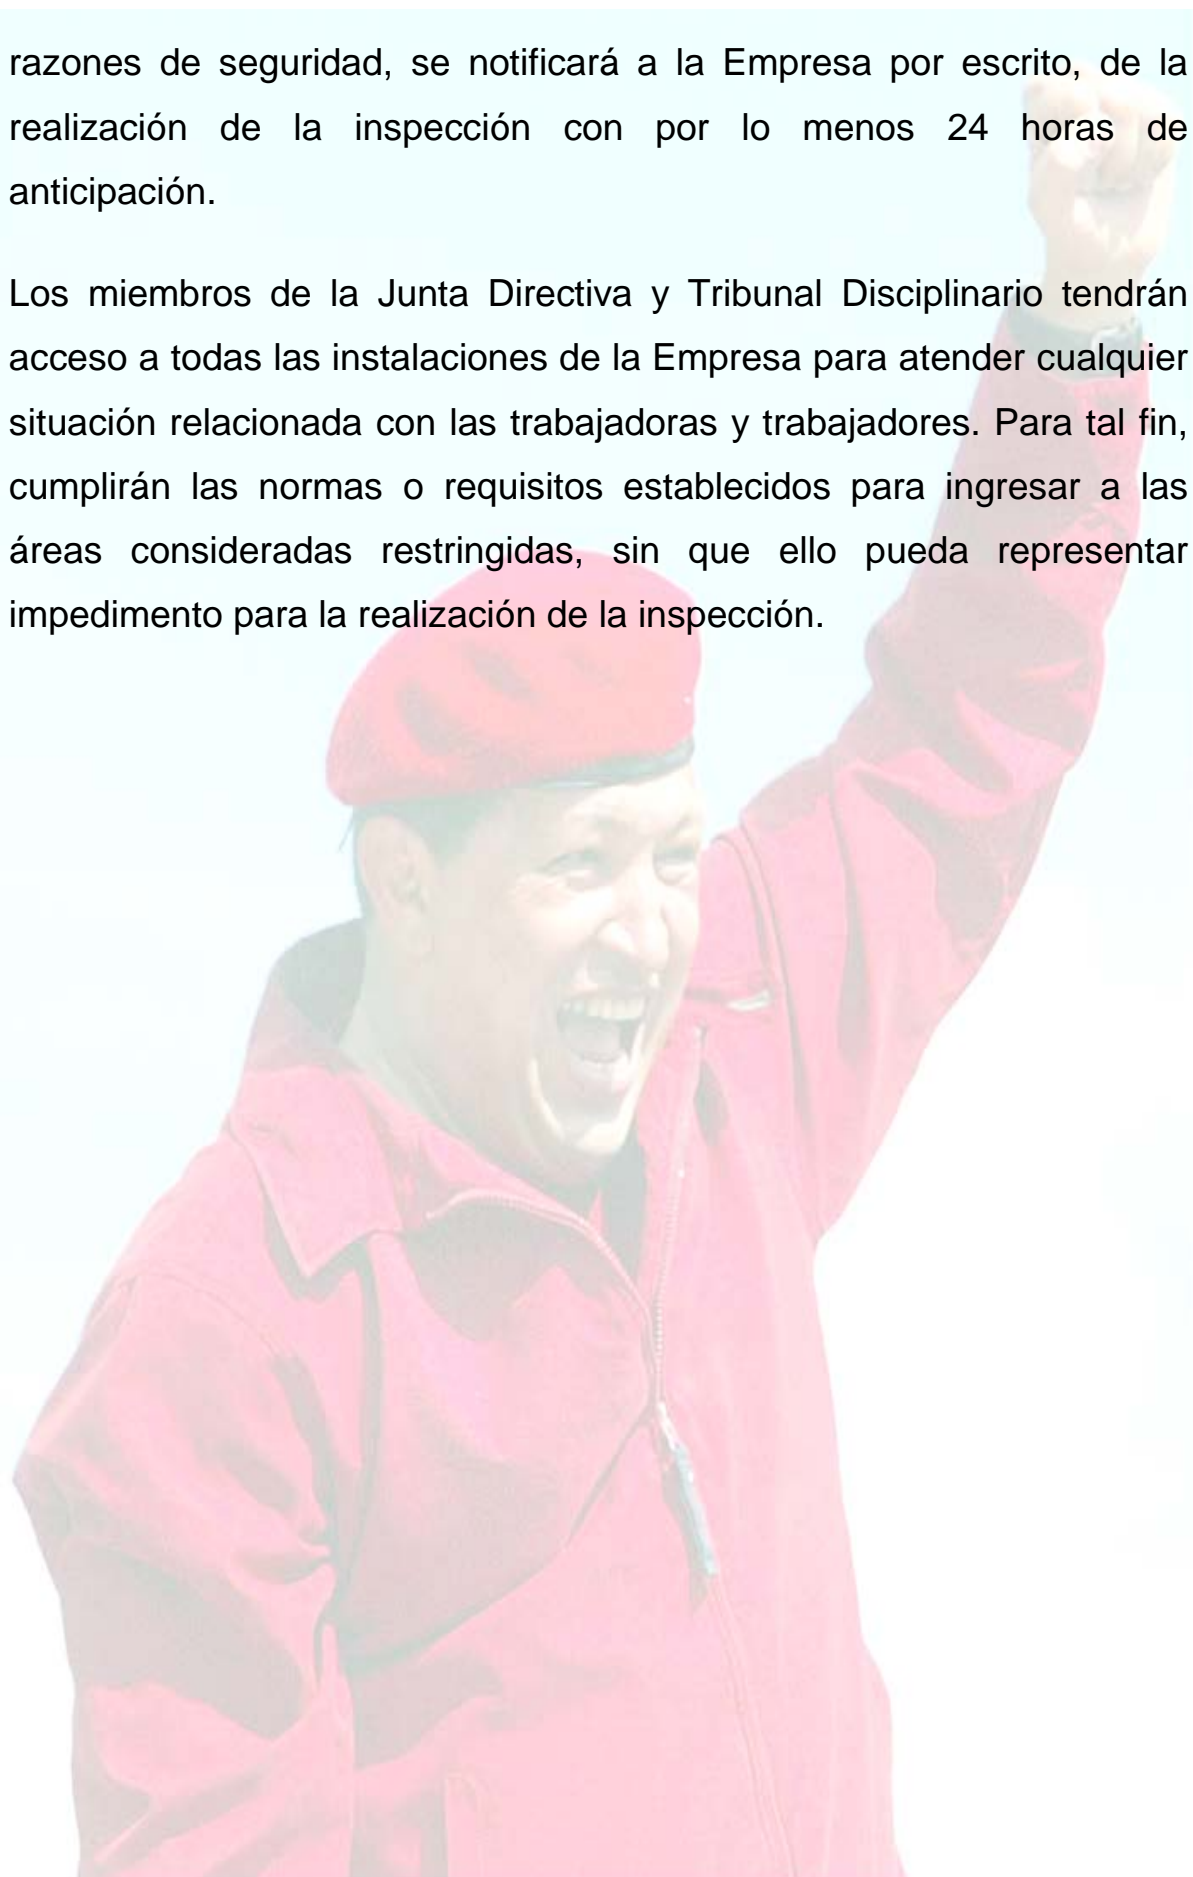 razones de seguridad, se notificará a la Empresa por escrito, de la
realización de la inspección con por lo menos 24 horas de
anticipación.
Los miembros de la Junta Directiva y Tribunal Disciplinario tendrán
acceso a todas las instalaciones de la Empresa para atender cualquier
situación relacionada con las trabajadoras y trabajadores. Para tal fin,
cumplirán las normas o requisitos establecidos para ingresar a las
áreas consideradas restringidas, sin que ello pueda representar
impedimento para la realización de la inspección.